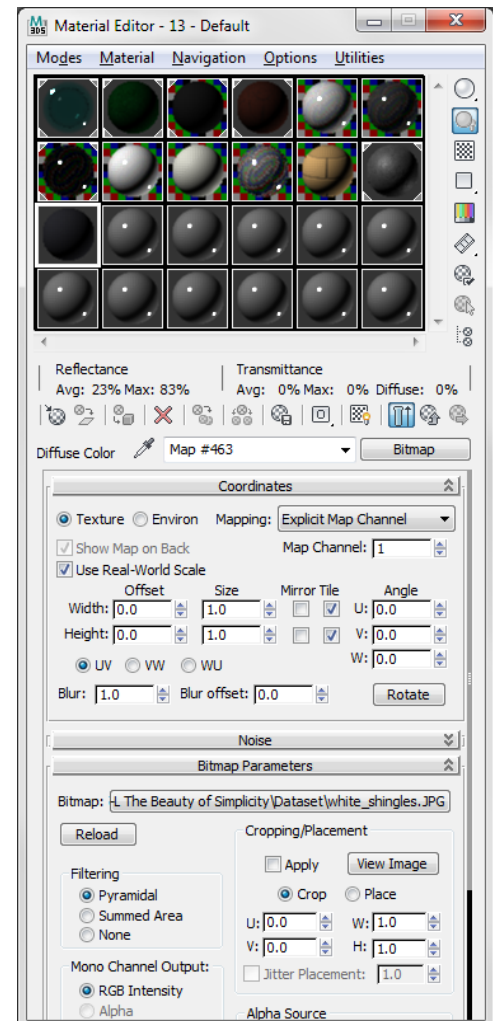 Material Editor - 13 - Default
Modes Material Navigation Options Utilities
Reflectance Transmittance
Avg: 23% Max: 83% Avg: 0% Max: 0% Diffuse: 0%
Diffuse Color Map #463 Bitmap
Coordinates
Texture Environ Mapping: Explicit Map Channel
Show Map on Back Map Channel: 1
Use Real-World Scale
Offset Size Mirror Tile Angle
Width: 0.0 1.0 U: 0.0
Height: 0.0 1.0 V: 0.0
UV VW WU W: 0.0
Blur: 1.0 Blur offset: 0.0 Rotate
Noise
Bitmap Parameters
Bitmap: -L The Beauty of Simplicity\Dataset\white_shingles.JPG
Reload Cropping/Placement
Apply View Image
Filtering
Pyramidal Crop Place
Summed Area U: 0.0 W: 1.0
None V: 0.0 H: 1.0
Mono Channel Output: Jitter Placement: 1.0
RGB Intensity
Alpha Alpha Source